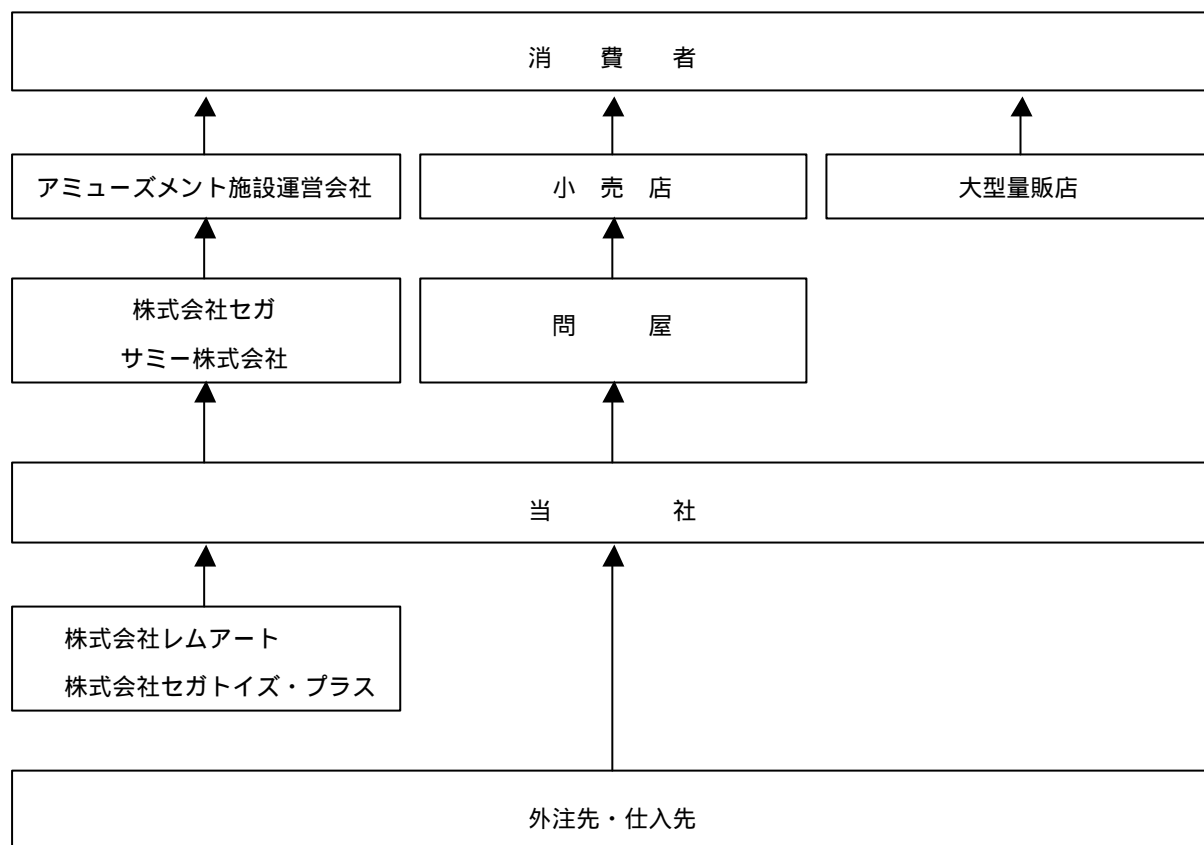 消 費 者
アミューズメント施設運営会社
小 売 店
大型量販店
株式会社セガ
サミー株式会社
問 屋
当 社
株式会社レムアート
株式会社セガトイズ・プラス
外注先・仕入先